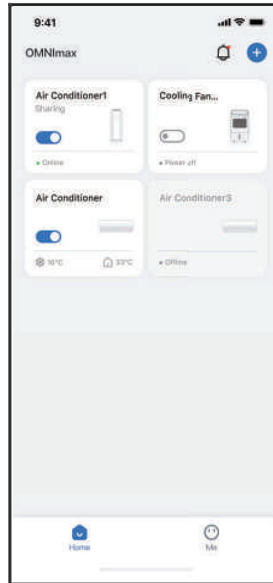 9:41
OMNImax
Air Conditioner1
Sharing
Online
Cooling Fan...
Power off
Air Conditioner
16°C
33°C
Air Conditioner3
Offline
Home
Me